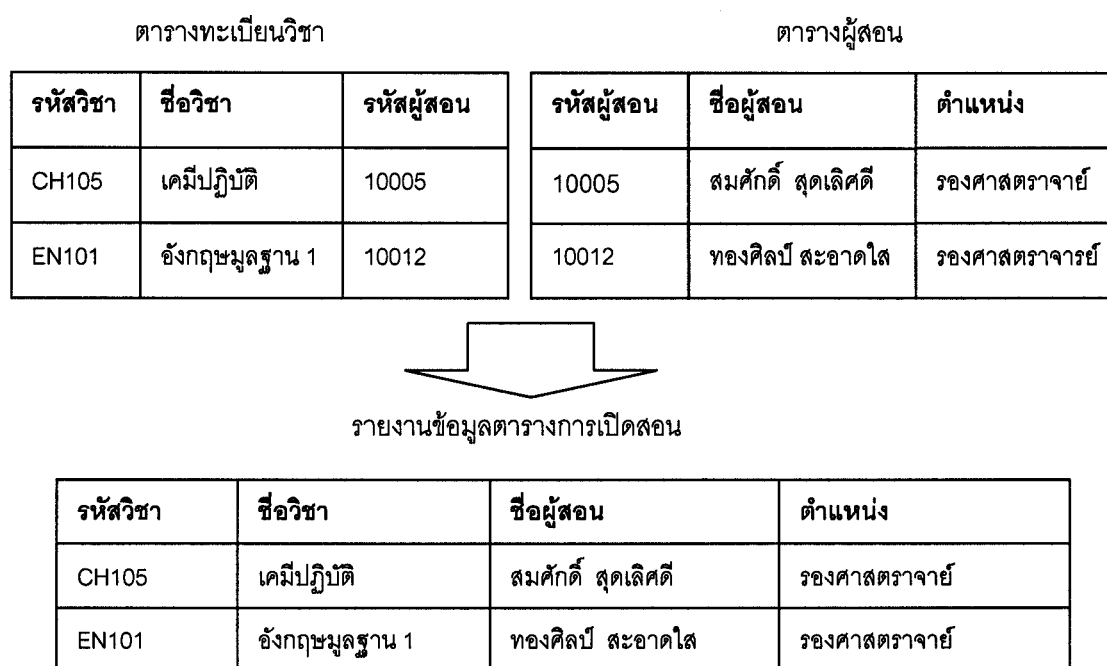 ตารางทะเบียนวิชา
ตารางผู้สอน
รหัสวิชา ชื่อวิชา รหัสผู้สอน
CH105 เคมีปฏิบัติ 10005
EN101 อังกฤษมูลฐาน 1 10012
รหัสผู้สอน ชื่อผู้สอน ตำแหน่ง
10005 สมศักดิ์ สุดเลิศดี รองศาสตราจาย์
10012 ทองศิลป์ สะอาดใส รองศาสตราจารย์
รายงานข้อมูลตารางการเปิดสอน
รหัสวิชา ชื่อวิชา ชื่อผู้สอน ตำแหน่ง
CH105 เคมีปฏิบัติ สมศักดิ์ สุดเลิศดี รองศาสตราจาย์
EN101 อังกฤษมูลฐาน 1 ทองศิลป์ สะอาดใส รองศาสตราจาย์